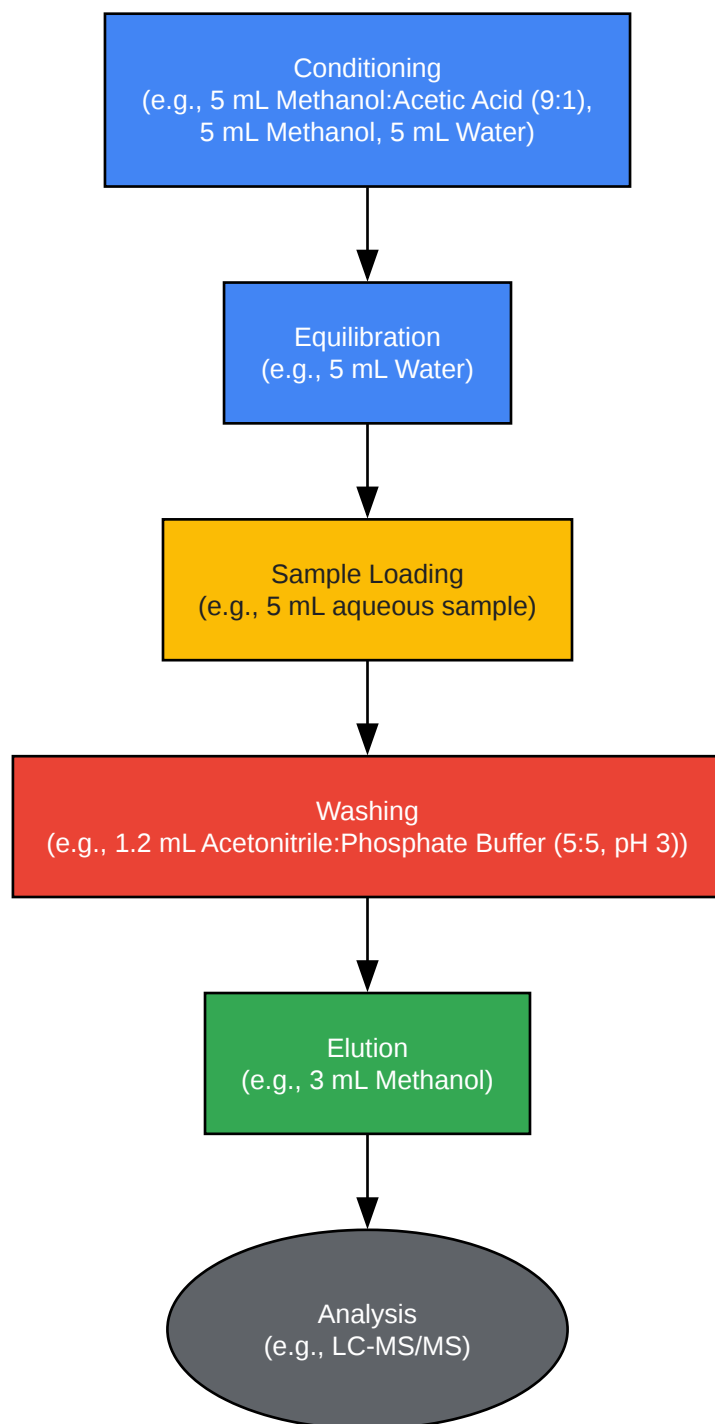 Conditioning
(e.g., 5 mL Methanol:Acetic Acid (9:1),
5 mL Methanol, 5 mL Water)
Equilibration
(e.g., 5 mL Water)
Sample Loading
(e.g., 5 mL aqueous sample)
Washing
(e.g., 1.2 mL Acetonitrile:Phosphate Buffer (5:5, pH 3))
Elution
(e.g., 3 mL Methanol)
Analysis
(e.g., LC-MS/MS)